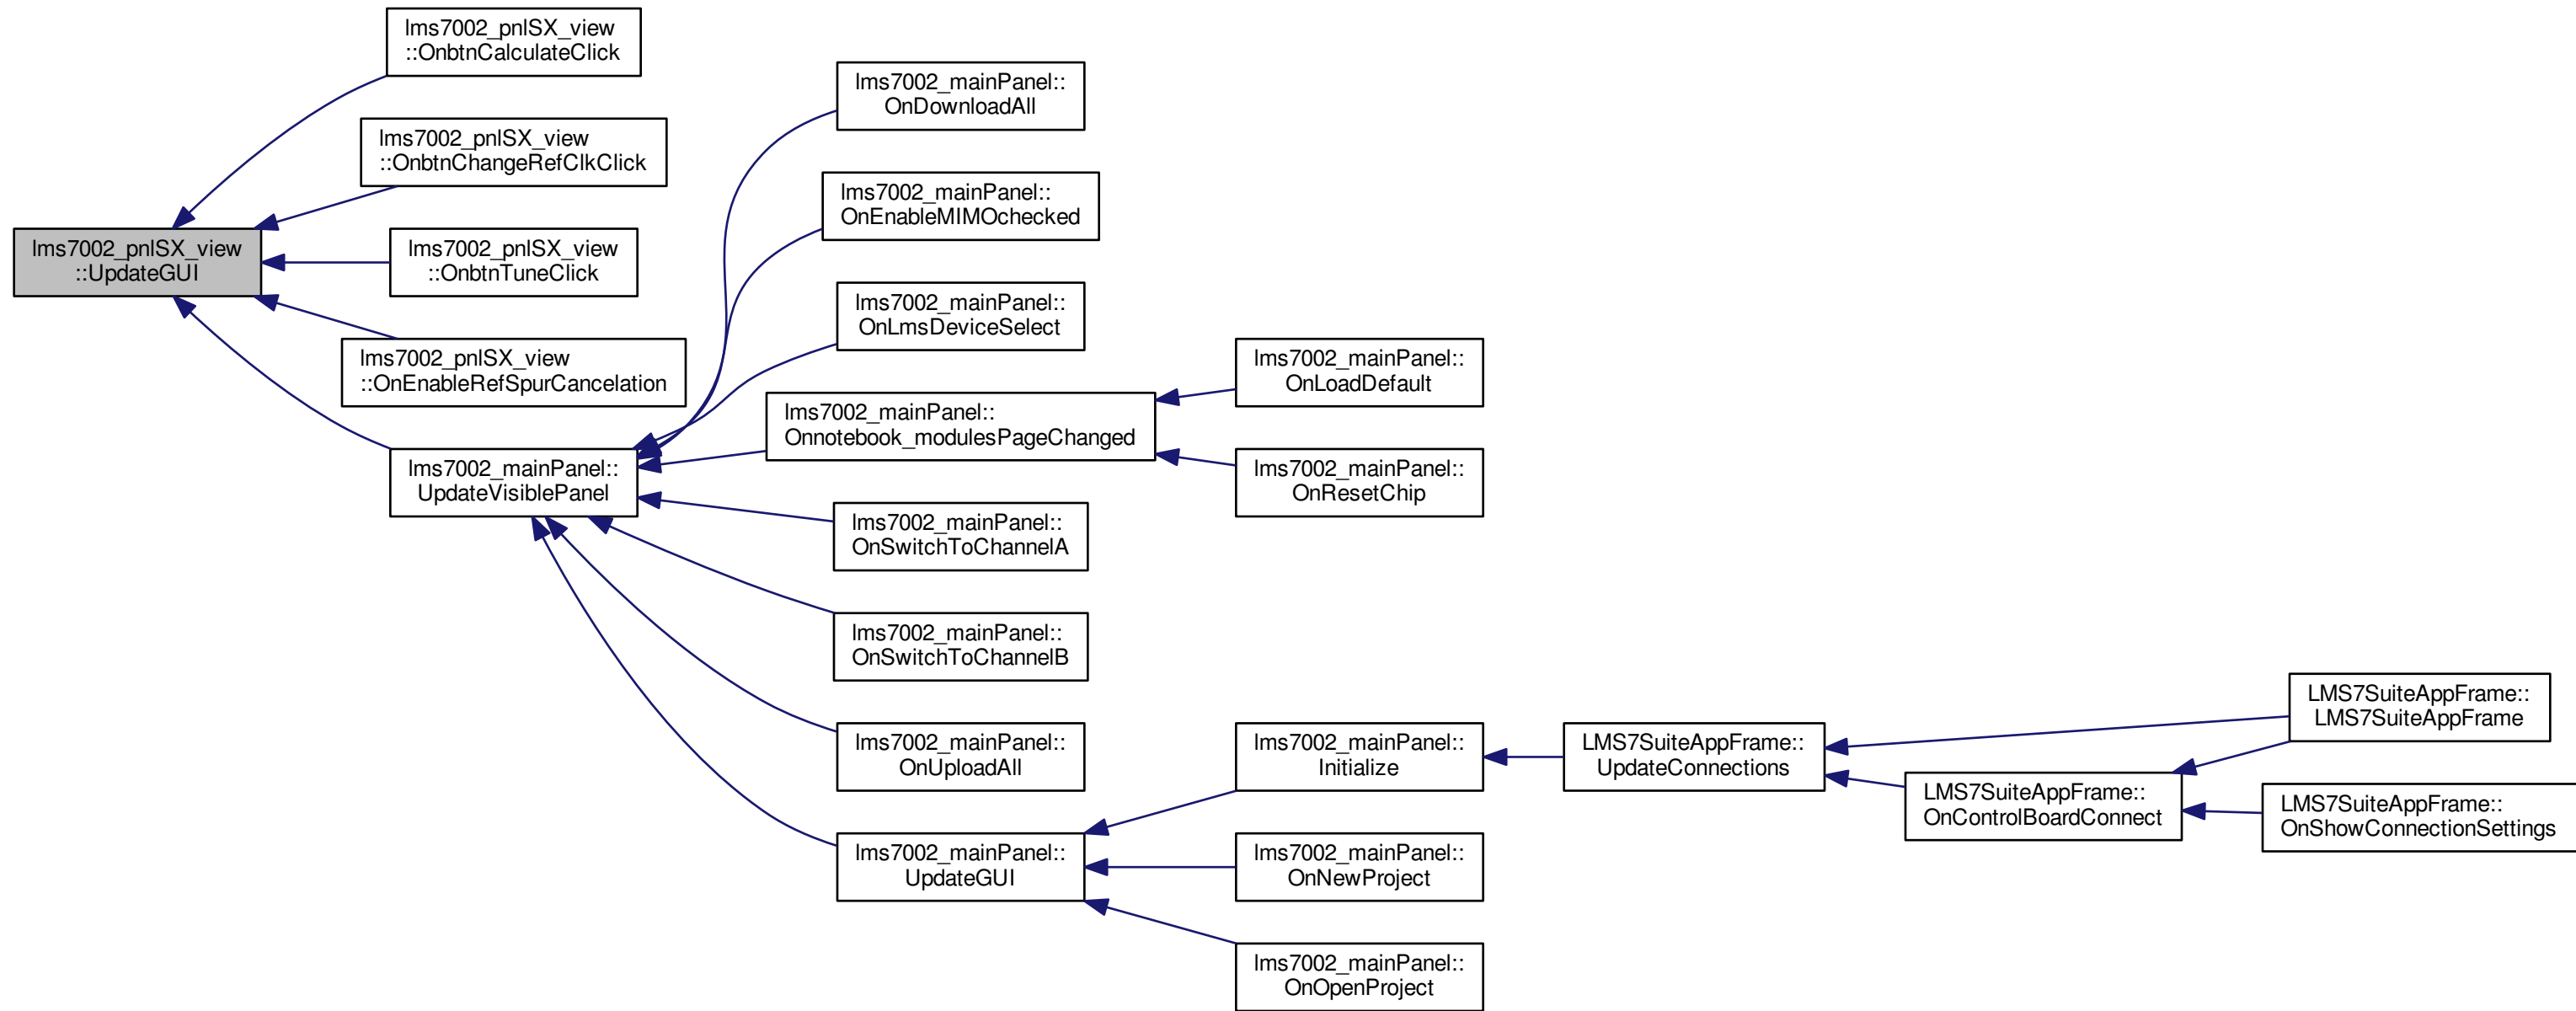 lms7002_pnlSX_view
::UpdateGUI
lms7002_pnlSX_view
::OnbtnCalculateClick
lms7002_pnlSX_view
::OnbtnChangeRefClkClick
lms7002_pnlSX_view
::OnbtnTuneClick
lms7002_pnlSX_view
::OnEnableRefSpurCancelation
lms7002_mainPanel::
UpdateVisiblePanel
lms7002_mainPanel::
OnDownloadAll
lms7002_mainPanel::
OnEnableMIMOchecked
lms7002_mainPanel::
OnLmsDeviceSelect
lms7002_mainPanel::
Onnotebook_modulesPageChanged
lms7002_mainPanel::
OnSwitchToChannelA
lms7002_mainPanel::
OnSwitchToChannelB
lms7002_mainPanel::
OnUploadAll
lms7002_mainPanel::
UpdateGUI
lms7002_mainPanel::
OnLoadDefault
lms7002_mainPanel::
OnResetChip
lms7002_mainPanel::
Initialize
lms7002_mainPanel::
OnNewProject
lms7002_mainPanel::
OnOpenProject
LMS7SuiteAppFrame::
UpdateConnections
LMS7SuiteAppFrame::
OnControlBoardConnect
LMS7SuiteAppFrame::
LMS7SuiteAppFrame
LMS7SuiteAppFrame::
OnShowConnectionSettings